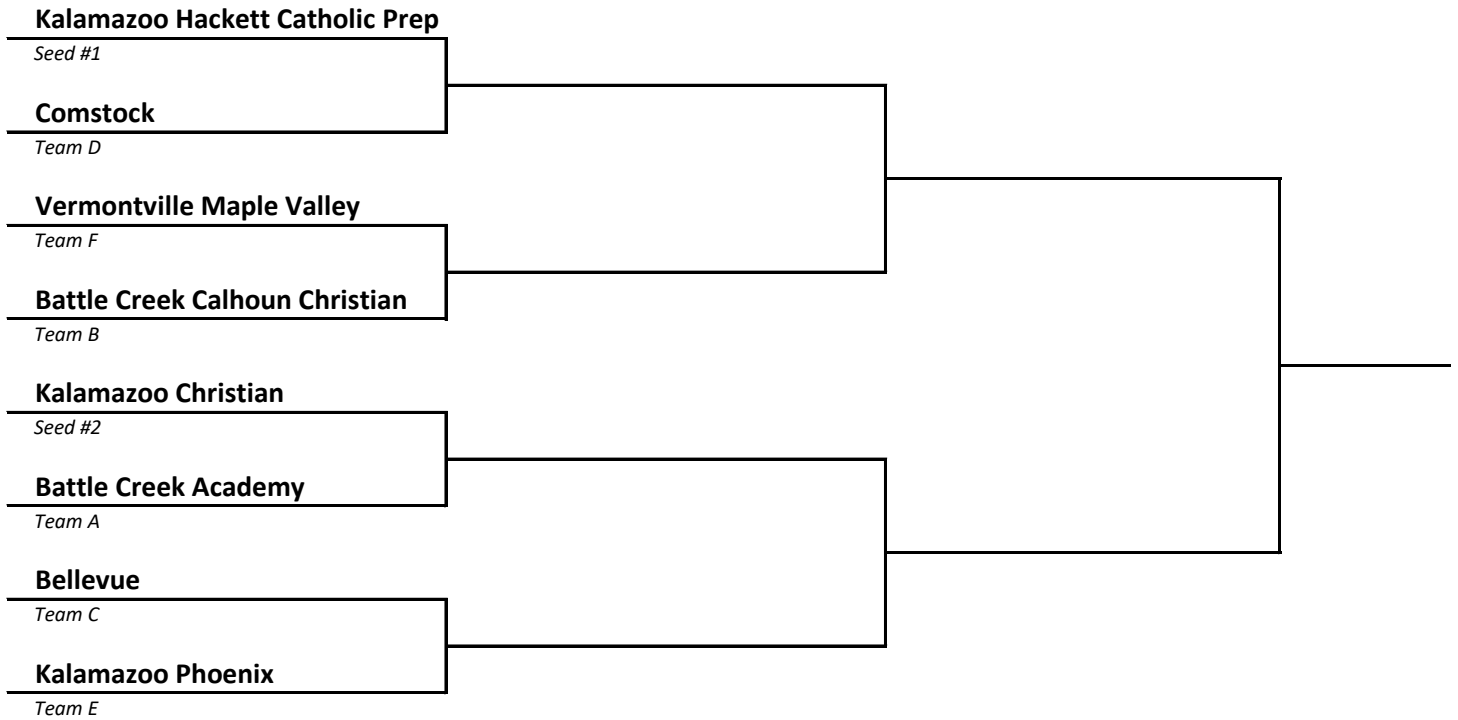 Kalamazoo Hackett Catholic Prep
Seed #1
Comstock
Team D
Vermontville Maple Valley
Team F
Battle Creek Calhoun Christian
Team B
Kalamazoo Christian
Seed #2
Battle Creek Academy
Team A
Bellevue
Team C
Kalamazoo Phoenix
Team E